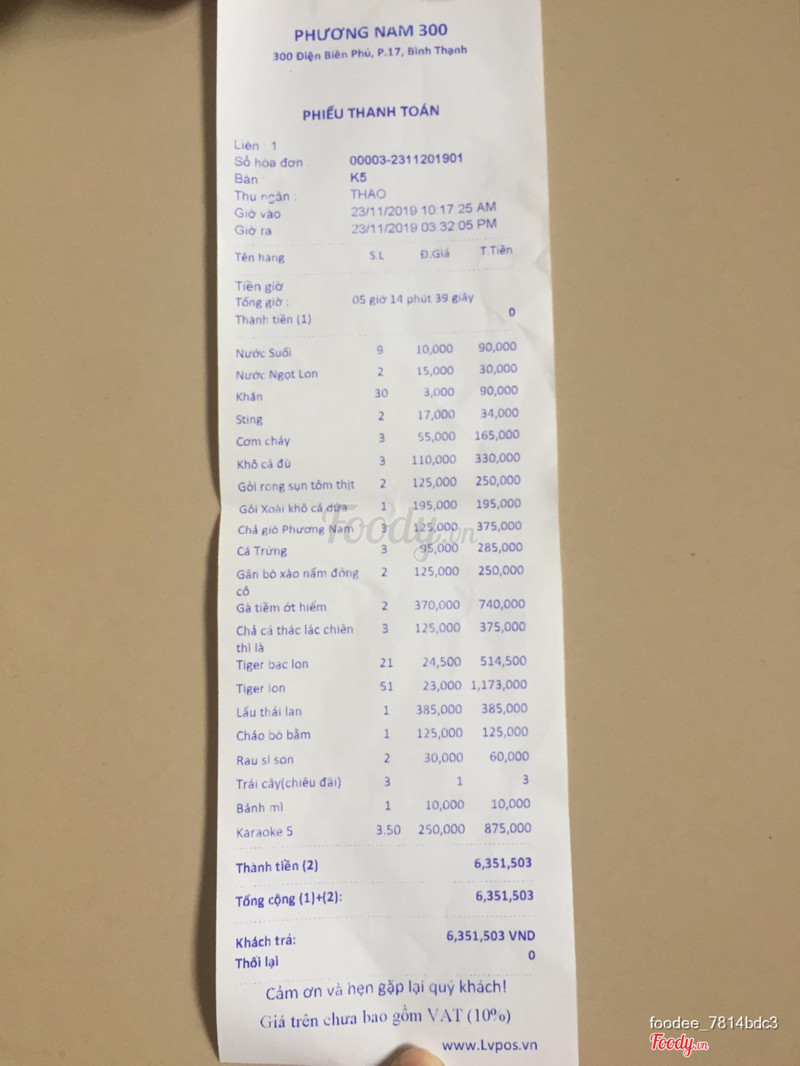 PHƯƠNG NAM 300
300 Điện Biên Phủ, P.17, Bình Thạnh
PHIẾU THANH TOÁN
Liên 1
Số hóa đơn 00003-2311201901
Bàn K5
Thu ngân : THAO
Giờ vào 23/11/2019 10:17:25 AM
Giờ ra 23/11/2019 03:32:05 PM
Tên hàng S.L Đ.Giá T.Tiền
Tiền giờ
Tổng giờ : 05 giờ 14 phút 39 giây
Thành tiền (1) 0
Nước Suối 9 10,000 90,000
Nước Ngọt Lon 2 15,000 30,000
Khăn 30 3,000 90,000
Sting 2 17,000 34,000
Cơm cháy 3 55,000 165,000
Khô cá đù 3 110,000 330,000
Gỏi rong sụn tôm thịt 2 125,000 250,000
Gỏi Xoài khô cá dứa 1 195,000 195,000
Chả giò Phương Nam 3 125,000 375,000
Cá Trứng 3 95,000 285,000
Gân bò xào nấm đông 2 125,000 250,000
cô
Gà tiềm ớt hiểm 2 370,000 740,000
Chả cá thác lác chiên 3 125,000 375,000
thì là
Tiger bạc lon 21 24,500 514,500
Tiger lon 51 23,000 1,173,000
Lẩu thái lan 1 385,000 385,000
Cháo bò bằm 1 125,000 125,000
Rau sỉ son 2 30,000 60,000
Trái cây(chiêu đãi) 3 1 3
Bánh mì 1 10,000 10,000
Karaoke 5 3.50 250,000 875,000
Thành tiền (2) 6,351,503
Tổng cộng (1)+(2): 6,351,503
Khách trả: 6,351,503 VND
Thối lại 0
Cảm ơn và hẹn gặp lại quý khách!
Giá trên chưa bao gồm VAT (10%)
www.Lvpos.vn
Foody.vn
foodee_7814bdc3
Foody.vn